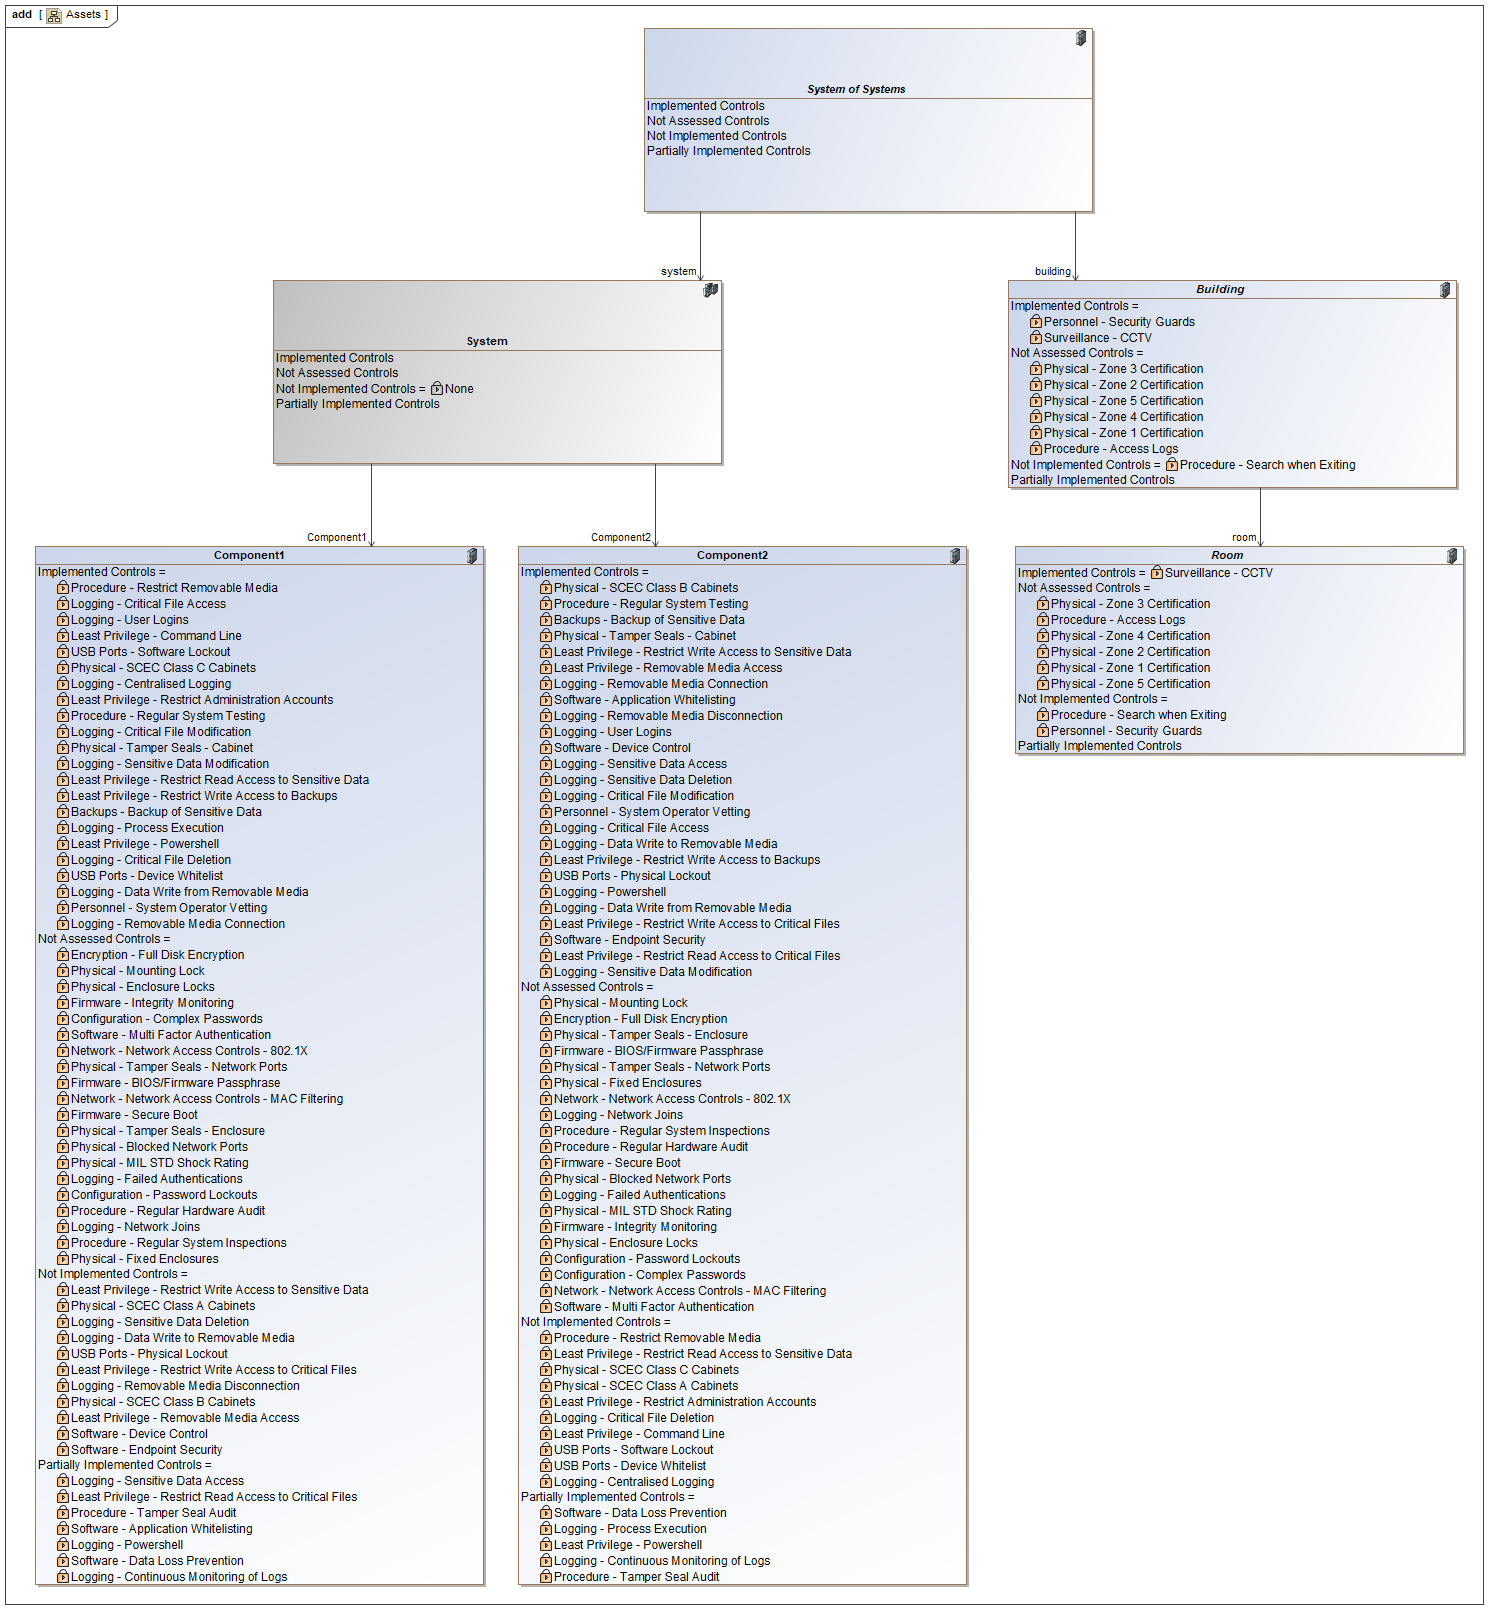 add [ Assets ]
System of Systems
Implemented Controls
Not Assessed Controls
Not Implemented Controls
Partially Implemented Controls
system
building
System
Implemented Controls
Not Assessed Controls
Not Implemented Controls = None
Partially Implemented Controls
Building
Implemented Controls =
Personnel - Security Guards
Surveillance - CCTV
Not Assessed Controls =
Physical - Zone 3 Certification
Physical - Zone 2 Certification
Physical - Zone 5 Certification
Physical - Zone 4 Certification
Physical - Zone 1 Certification
Procedure - Access Logs
Not Implemented Controls = Procedure - Search when Exiting
Partially Implemented Controls
Component1
Component2
room
Component1
Implemented Controls =
Procedure - Restrict Removable Media
Logging - Critical File Access
Logging - User Logins
Least Privilege - Command Line
USB Ports - Software Lockout
Physical - SCEC Class C Cabinets
Logging - Centralised Logging
Least Privilege - Restrict Administration Accounts
Procedure - Regular System Testing
Logging - Critical File Modification
Physical - Tamper Seals - Cabinet
Logging - Sensitive Data Modification
Least Privilege - Restrict Read Access to Sensitive Data
Least Privilege - Restrict Write Access to Backups
Backups - Backup of Sensitive Data
Logging - Process Execution
Least Privilege - Powershell
Logging - Critical File Deletion
USB Ports - Device Whitelist
Logging - Data Write from Removable Media
Personnel - System Operator Vetting
Logging - Removable Media Connection
Not Assessed Controls =
Encryption - Full Disk Encryption
Physical - Mounting Lock
Physical - Enclosure Locks
Firmware - Integrity Monitoring
Configuration - Complex Passwords
Software - Multi Factor Authentication
Network - Network Access Controls - 802.1X
Physical - Tamper Seals - Network Ports
Firmware - BIOS/Firmware Passphrase
Network - Network Access Controls - MAC Filtering
Firmware - Secure Boot
Physical - Tamper Seals - Enclosure
Physical - Blocked Network Ports
Physical - MIL STD Shock Rating
Logging - Failed Authentications
Configuration - Password Lockouts
Procedure - Regular Hardware Audit
Logging - Network Joins
Procedure - Regular System Inspections
Physical - Fixed Enclosures
Not Implemented Controls =
Least Privilege - Restrict Write Access to Sensitive Data
Physical - SCEC Class A Cabinets
Logging - Sensitive Data Deletion
Logging - Data Write to Removable Media
USB Ports - Physical Lockout
Least Privilege - Restrict Write Access to Critical Files
Logging - Removable Media Disconnection
Physical - SCEC Class B Cabinets
Least Privilege - Removable Media Access
Software - Device Control
Software - Endpoint Security
Partially Implemented Controls =
Logging - Sensitive Data Access
Least Privilege - Restrict Read Access to Critical Files
Procedure - Tamper Seal Audit
Software - Application Whitelisting
Logging - Powershell
Software - Data Loss Prevention
Logging - Continuous Monitoring of Logs
Component2
Implemented Controls =
Physical - SCEC Class B Cabinets
Procedure - Regular System Testing
Backups - Backup of Sensitive Data
Physical - Tamper Seals - Cabinet
Least Privilege - Restrict Write Access to Sensitive Data
Least Privilege - Removable Media Access
Logging - Removable Media Connection
Software - Application Whitelisting
Logging - Removable Media Disconnection
Logging - User Logins
Software - Device Control
Logging - Sensitive Data Access
Logging - Sensitive Data Deletion
Logging - Critical File Modification
Personnel - System Operator Vetting
Logging - Critical File Access
Logging - Data Write to Removable Media
Least Privilege - Restrict Write Access to Backups
USB Ports - Physical Lockout
Logging - Powershell
Logging - Data Write from Removable Media
Least Privilege - Restrict Write Access to Critical Files
Software - Endpoint Security
Least Privilege - Restrict Read Access to Critical Files
Logging - Sensitive Data Modification
Not Assessed Controls =
Physical - Mounting Lock
Encryption - Full Disk Encryption
Physical - Tamper Seals - Enclosure
Firmware - BIOS/Firmware Passphrase
Physical - Tamper Seals - Network Ports
Physical - Fixed Enclosures
Network - Network Access Controls - 802.1X
Logging - Network Joins
Procedure - Regular System Inspections
Procedure - Regular Hardware Audit
Firmware - Secure Boot
Physical - Blocked Network Ports
Logging - Failed Authentications
Physical - MIL STD Shock Rating
Firmware - Integrity Monitoring
Physical - Enclosure Locks
Configuration - Password Lockouts
Configuration - Complex Passwords
Network - Network Access Controls - MAC Filtering
Software - Multi Factor Authentication
Not Implemented Controls =
Procedure - Restrict Removable Media
Least Privilege - Restrict Read Access to Sensitive Data
Physical - SCEC Class C Cabinets
Physical - SCEC Class A Cabinets
Least Privilege - Restrict Administration Accounts
Logging - Critical File Deletion
Least Privilege - Command Line
USB Ports - Software Lockout
USB Ports - Device Whitelist
Logging - Centralised Logging
Partially Implemented Controls =
Software - Data Loss Prevention
Logging - Process Execution
Least Privilege - Powershell
Logging - Continuous Monitoring of Logs
Procedure - Tamper Seal Audit
Room
Implemented Controls = Surveillance - CCTV
Not Assessed Controls =
Physical - Zone 3 Certification
Procedure - Access Logs
Physical - Zone 4 Certification
Physical - Zone 2 Certification
Physical - Zone 1 Certification
Physical - Zone 5 Certification
Not Implemented Controls =
Procedure - Search when Exiting
Personnel - Security Guards
Partially Implemented Controls